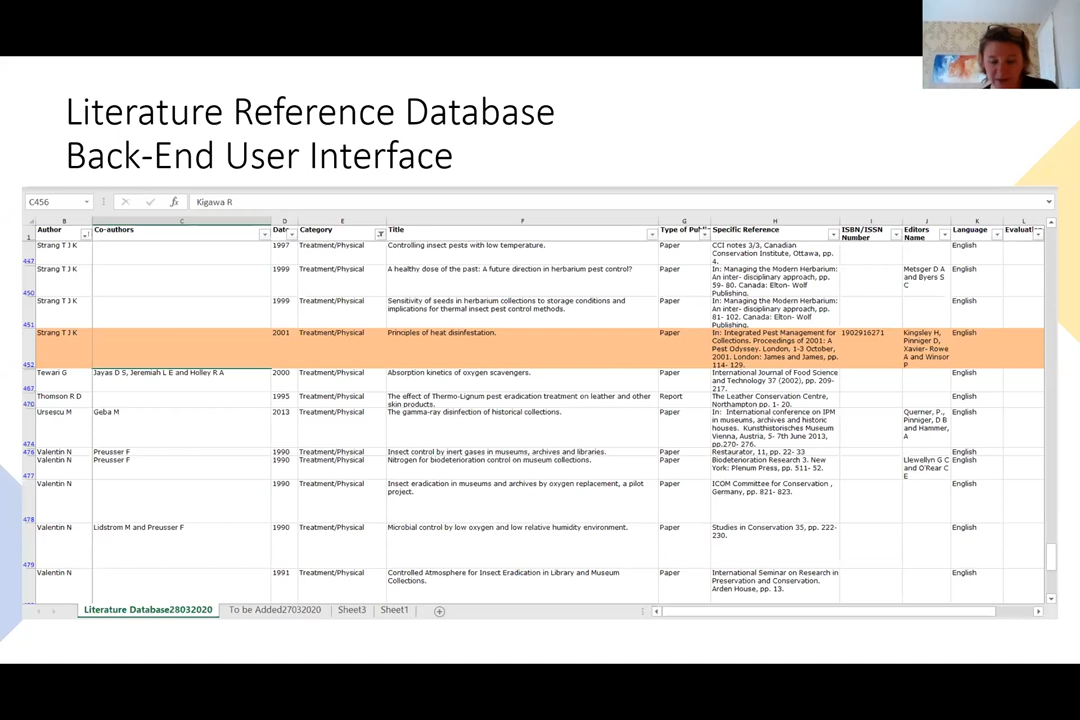 Literature Reference Database
Back-End User Interface
C456
fx
Kigawa R
B C D E F G H I J K L
1 Author Co-authors Date Category Title Type of Publ Specific Reference ISBN/ISSN Number Editors Name Language Evaluati
447 Strang T J K 1997 Treatment/Physical Controlling insect pests with low temperature. Paper CCI notes 3/3, Canadian Conservation Institute, Ottawa, pp. 4. English
450 Strang T J K 1999 Treatment/Physical A healthy dose of the past: A future direction in herbarium pest control? Paper In: Managing the Modern Herbarium: An inter- disciplinary approach, pp. 59- 80. Canada: Elton- Wolf Publishing. Metsger D A and Byers S C English
451 Strang T J K 1999 Treatment/Physical Sensitivity of seeds in herbarium collections to storage conditions and implications for thermal insect pest control methods. Paper In: Managing the Modern Herbarium: An inter- disciplinary approach, pp. 81- 102. Canada: Elton- Wolf Publishing. English
452 Strang T J K 2001 Treatment/Physical Principles of heat disinfestation. Paper In: Integrated Pest Management for Collections. Proceedings of 2001: A Pest Odyssey. London, 1-3 October, 2001. London: James and James, pp. 114- 129. 1902916271 Kingsley H, Pinniger D, Xavier- Rowe A and Winsor P English
467 Tewari G Jayas D S, Jeremiah L E and Holley R A 2000 Treatment/Physical Absorption kinetics of oxygen scavengers. Paper International Journal of Food Science and Technology 37 (2002), pp. 209- 217. English
470 Thomson R D 1995 Treatment/Physical The effect of Thermo-Lignum pest eradication treatment on leather and other skin products. Report The Leather Conservation Centre, Northampton pp. 1- 20. English
474 Ursescu M Geba M 2013 Treatment/Physical The gamma-ray disinfection of historical collections. Paper In: International conference on IPM in museums, archives and historic houses. Kunsthistorisches Museum Vienna, Austria, 5- 7th June 2013, pp.270- 276. Querner, P., Pinniger, D B and Hammer, A English
476 Valentin N Preusser F 1990 Treatment/Physical Insect control by inert gases in museums, archives and libraries. Paper Restaurator, 11, pp. 22- 33 English
477 Valentin N Preusser F 1990 Treatment/Physical Nitrogen for biodeterioration control on museum collections. Paper Biodeterioration Research 3. New York: Plenum Press, pp. 511- 52. Llewellyn G C and O'Rear C E English
478 Valentin N 1990 Treatment/Physical Insect eradication in museums and archives by oxygen replacement, a pilot project. Paper ICOM Committee for Conservation , Germany, pp. 821- 823. English
479 Valentin N Lidstrom M and Preusser F 1990 Treatment/Physical Microbial control by low oxygen and low relative humidity environment. Paper Studies in Conservation 35, pp. 222- 230. English
Valentin N 1991 Treatment/Physical Controlled Atmosphere for Insect Eradication in Library and Museum Collections. Paper International Seminar on Research in Preservation and Conservation. Arden House, pp. 13. English
Literature Database28032020 To be Added27032020 Sheet3 Sheet1